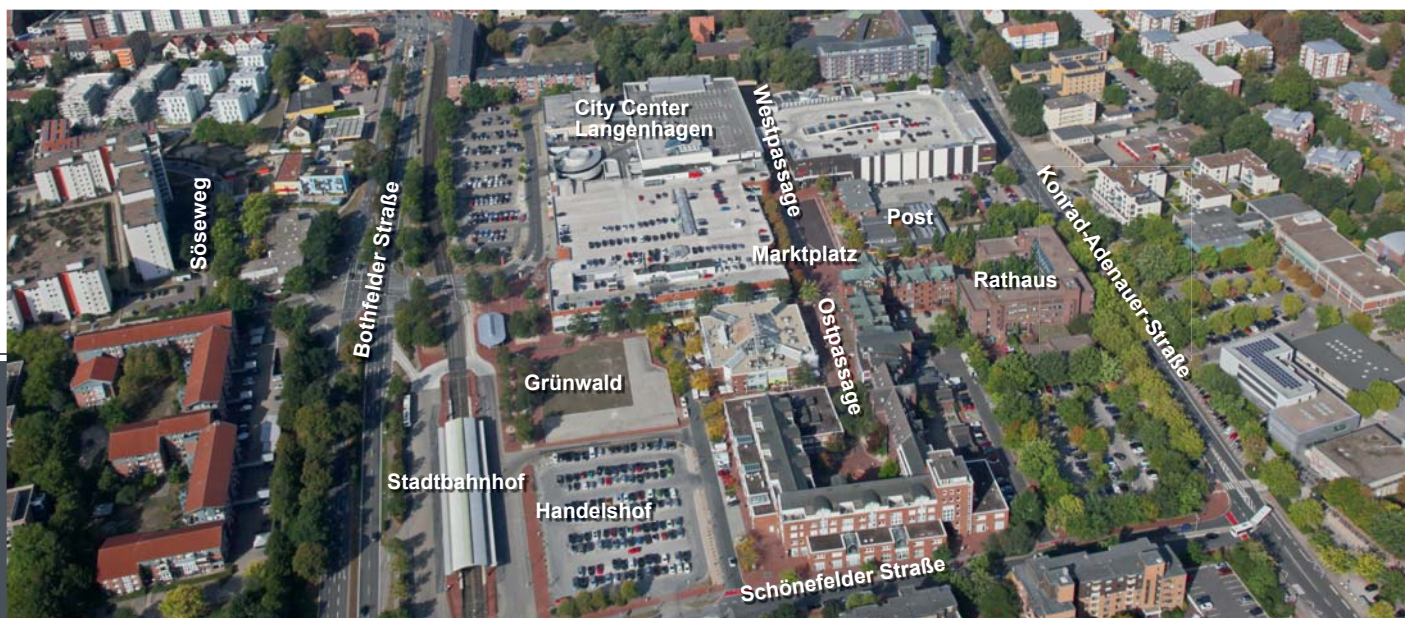 City Center
Langenhagen
Westpassage
Söseweg
Bothfelder Straße
Marktplatz
Post
Konrad-Adenauer-Straße
Rathaus
Ostpassage
Grünwald
Stadtbahnhof
Handelshof
Schönefelder Straße